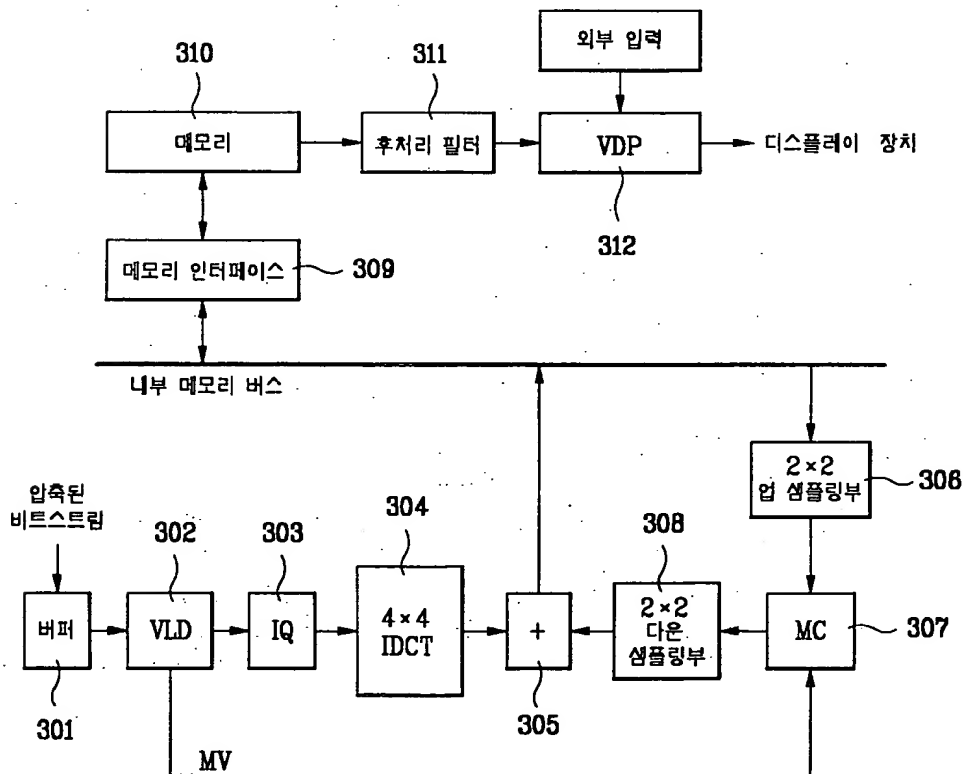 외부 입력
310
311
메모리
후처리 필터
VDP
디스플레이 장치
312
메모리 인터페이스
309
내부 메모리 버스
2×2
업 샘플링부
306
압축된
비트스트림
302
303
304
308
버퍼
VLD
IQ
4×4
IDCT
+
2×2
다운
샘플링부
MC
307
301
305
MV